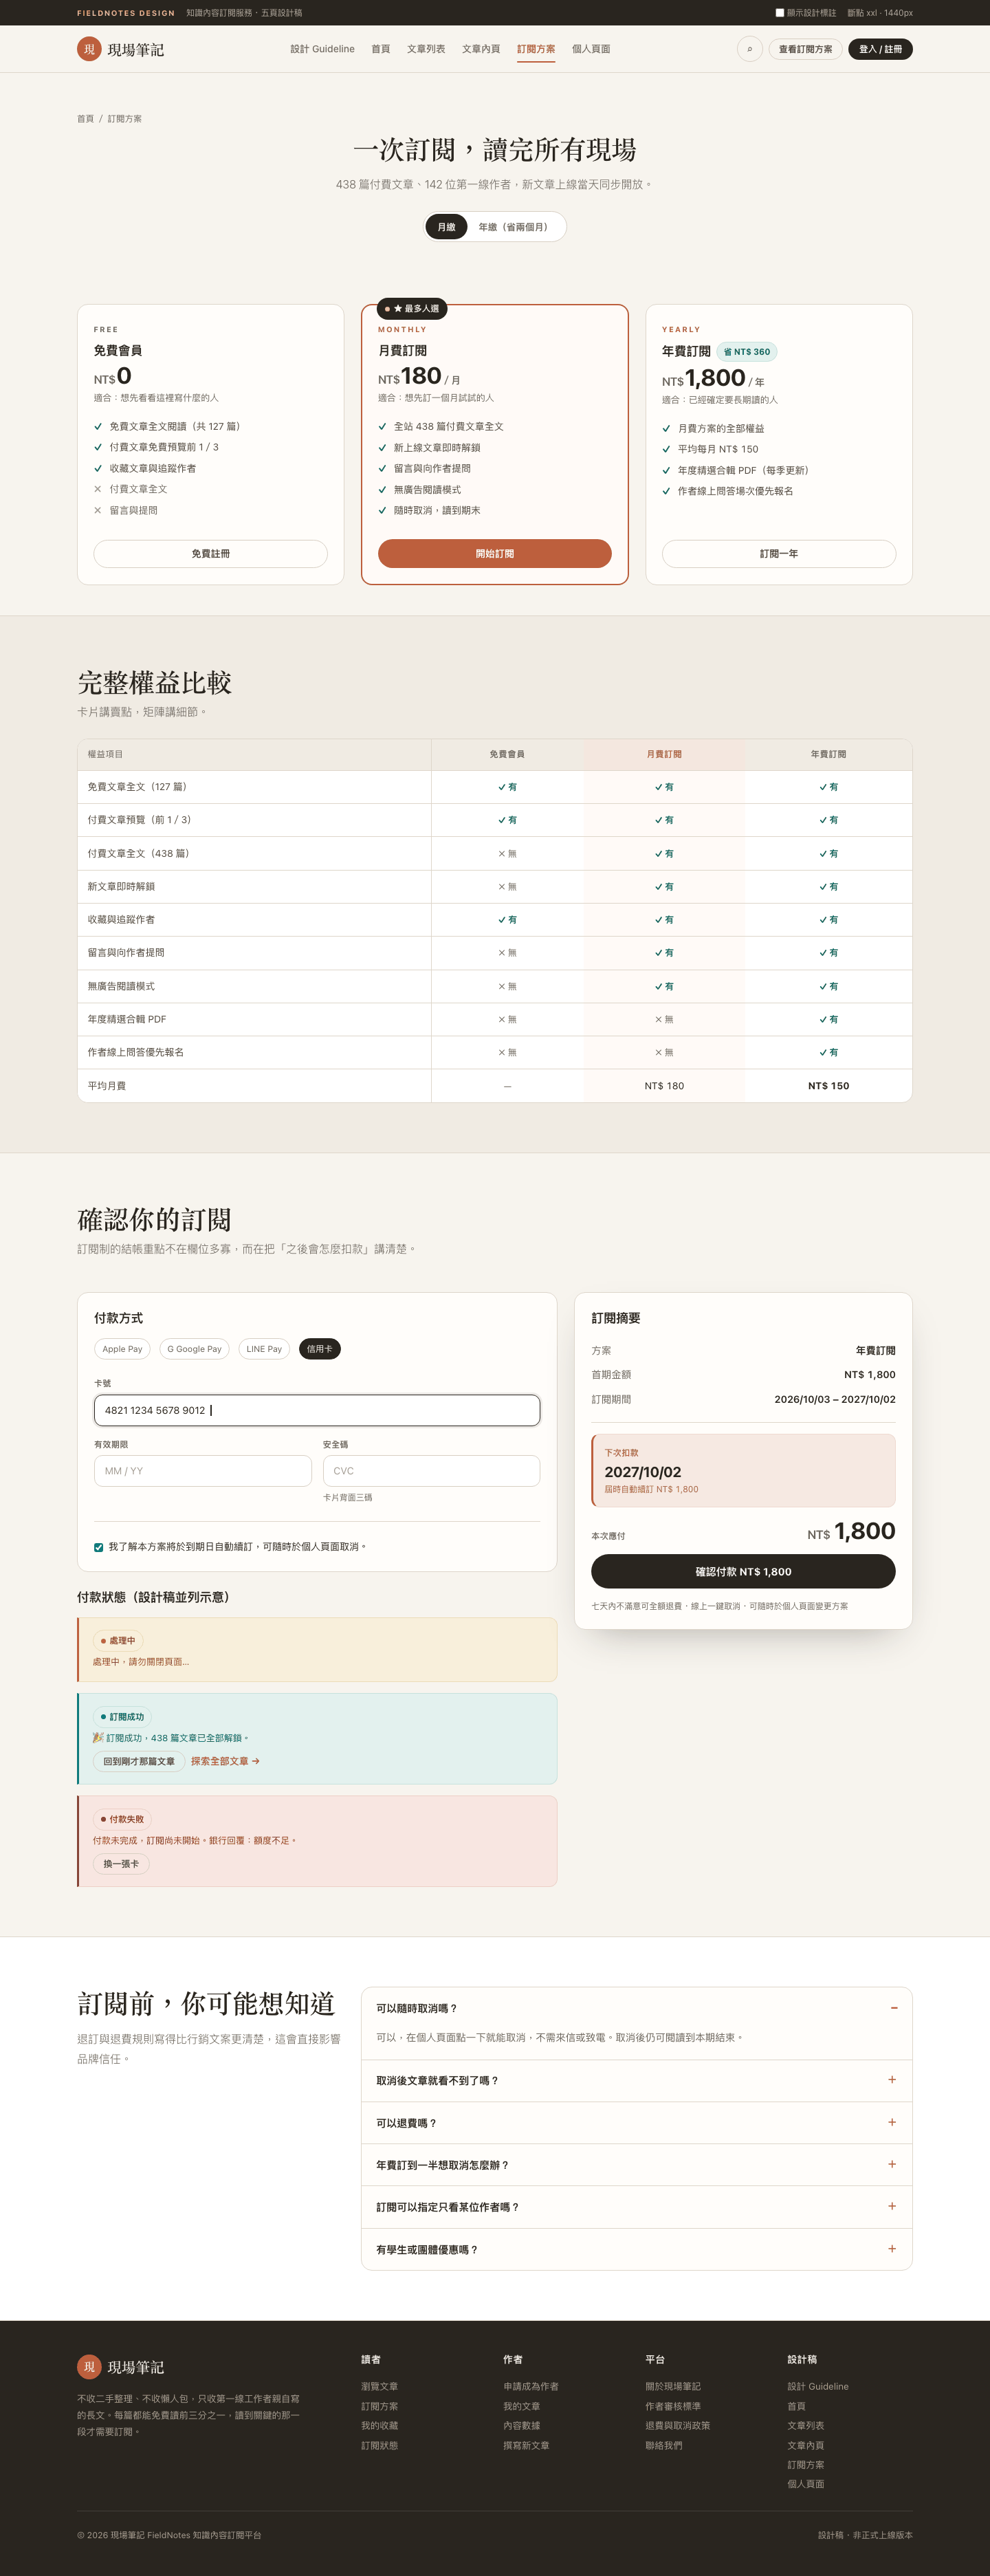 FIELDNOTES DESIGN 知識內容訂閱服務・五頁設計稿 顯示設計標註 斷點 xxl · 1440px
現 現場筆記 設計 Guideline 首頁 文章列表 文章內頁 訂閱方案 個人頁面 查看訂閱方案 登入 / 註冊
首頁 / 訂閱方案
一次訂閱，讀完所有現場
438 篇付費文章、142 位第一線作者，新文章上線當天同步開放。
月繳 年繳（省兩個月）
FREE
免費會員
NT$0
適合：想先看看這裡寫什麼的人
✓ 免費文章全文閱讀（共 127 篇）
✓ 付費文章免費預覽前 1 / 3
✓ 收藏文章與追蹤作者
× 付費文章全文
× 留言與提問
免費註冊
★ 最多人選
MONTHLY
月費訂閱
NT$180 / 月
適合：想先訂一個月試試的人
✓ 全站 438 篇付費文章全文
✓ 新上線文章即時解鎖
✓ 留言與向作者提問
✓ 無廣告閱讀模式
✓ 隨時取消，讀到期末
開始訂閱
YEARLY
年費訂閱 省 NT$ 360
NT$1,800 / 年
適合：已經確定要長期讀的人
✓ 月費方案的全部權益
✓ 平均每月 NT$ 150
✓ 年度精選合輯 PDF（每季更新）
✓ 作者線上問答場次優先報名
訂閱一年
完整權益比較
卡片講賣點，矩陣講細節。
權益項目 免費會員 月費訂閱 年費訂閱
免費文章全文（127 篇） ✓ 有 ✓ 有 ✓ 有
付費文章預覽（前 1 / 3） ✓ 有 ✓ 有 ✓ 有
付費文章全文（438 篇） × 無 ✓ 有 ✓ 有
新文章即時解鎖 × 無 ✓ 有 ✓ 有
收藏與追蹤作者 ✓ 有 ✓ 有 ✓ 有
留言與向作者提問 × 無 ✓ 有 ✓ 有
無廣告閱讀模式 × 無 ✓ 有 ✓ 有
年度精選合輯 PDF × 無 × 無 ✓ 有
作者線上問答優先報名 × 無 × 無 ✓ 有
平均月費 — NT$ 180 NT$ 150
確認你的訂閱
訂閱制的結帳重點不在欄位多寡，而在把「之後會怎麼扣款」講清楚。
付款方式
Apple Pay G Google Pay LINE Pay 信用卡
卡號
4821 1234 5678 9012
有效期限 安全碼
MM / YY CVC
卡片背面三碼
我了解本方案將於到期日自動續訂，可隨時於個人頁面取消。
付款狀態（設計稿並列示意）
處理中
處理中，請勿關閉頁面…
訂閱成功
🎉 訂閱成功，438 篇文章已全部解鎖。
回到剛才那篇文章 探索全部文章 →
付款失敗
付款未完成，訂閱尚未開始。銀行回覆：額度不足。
換一張卡
訂閱摘要
方案 年費訂閱
首期金額 NT$ 1,800
訂閱期間 2026/10/03 – 2027/10/02
下次扣款
2027/10/02
屆時自動續訂 NT$ 1,800
本次應付 NT$ 1,800
確認付款 NT$ 1,800
七天內不滿意可全額退費・線上一鍵取消・可隨時於個人頁面變更方案
訂閱前，你可能想知道
退訂與退費規則寫得比行銷文案更清楚，這會直接影響
品牌信任。
可以隨時取消嗎？ −
可以，在個人頁面點一下就能取消，不需來信或致電。取消後仍可閱讀到本期結束。
取消後文章就看不到了嗎？ +
可以退費嗎？ +
年費訂到一半想取消怎麼辦？ +
訂閱可以指定只看某位作者嗎？ +
有學生或團體優惠嗎？ +
現 現場筆記
不收二手整理、不收懶人包，只收第一線工作者親自寫
的長文。每篇都能免費讀前三分之一，讀到關鍵的那一
段才需要訂閱。
讀者
瀏覽文章
訂閱方案
我的收藏
訂閱狀態
作者
申請成為作者
我的文章
內容數據
撰寫新文章
平台
關於現場筆記
作者審核標準
退費與取消政策
聯絡我們
設計稿
設計 Guideline
首頁
文章列表
文章內頁
訂閱方案
個人頁面
© 2026 現場筆記 FieldNotes 知識內容訂閱平台 設計稿・非正式上線版本